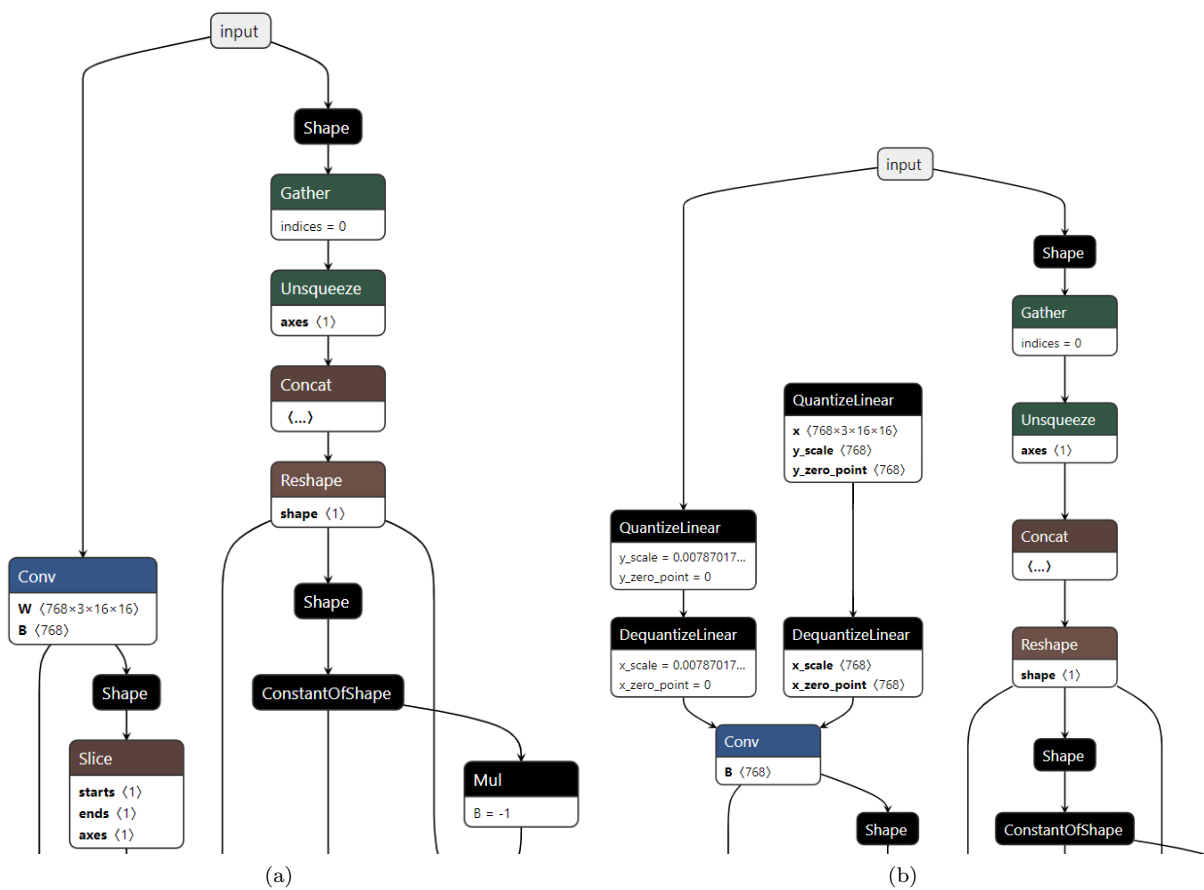 input
Shape
Gather
indices = 0
Unsqueeze
axes ⟨1⟩
Concat
⟨...⟩
Reshape
shape ⟨1⟩
Conv
W ⟨768×3×16×16⟩
B ⟨768⟩
Shape
Shape
ConstantOfShape
Slice
starts ⟨1⟩
ends ⟨1⟩
axes ⟨1⟩
Mul
B = -1
(a)
input
Shape
Gather
indices = 0
QuantizeLinear
x ⟨768×3×16×16⟩
y_scale ⟨768⟩
y_zero_point ⟨768⟩
Unsqueeze
axes ⟨1⟩
QuantizeLinear
y_scale = 0.00787017...
y_zero_point = 0
Concat
⟨...⟩
DequantizeLinear
x_scale = 0.00787017...
x_zero_point = 0
DequantizeLinear
x_scale ⟨768⟩
x_zero_point ⟨768⟩
Reshape
shape ⟨1⟩
Conv
B ⟨768⟩
Shape
Shape
ConstantOfShape
(b)